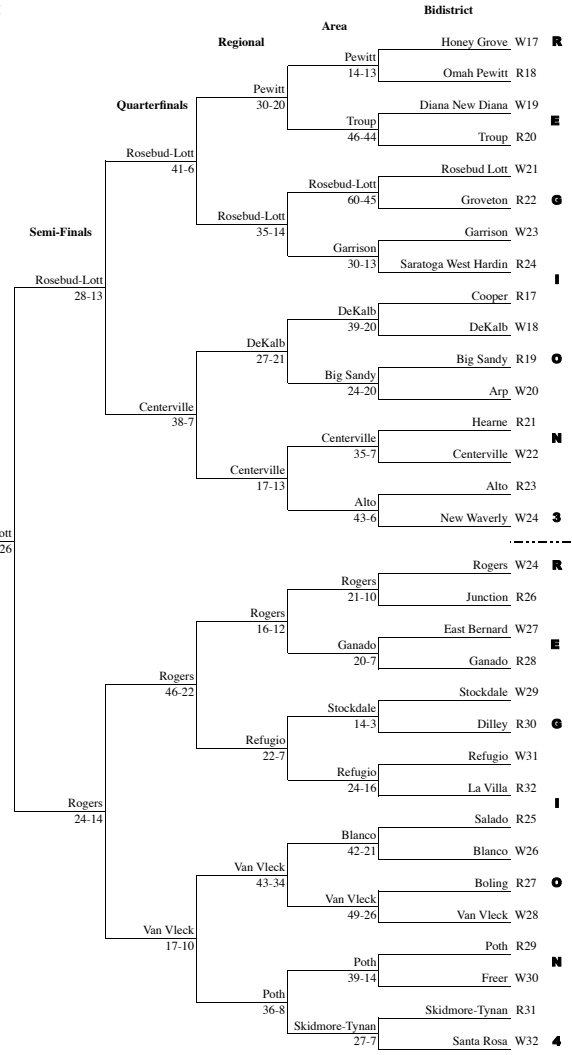 Bidistrict
Area
Regional
Quarterfinals
Semi-Finals
Honey Grove W17 R
Pewitt
14-13
Omah Pewitt R18
Pewitt
30-20
Diana New Diana W19
E
Troup
46-44
Troup R20
Rosebud-Lott
41-6
Rosebud Lott W21
Rosebud-Lott
60-45
Groveton R22 G
Rosebud-Lott
35-14
Garrison W23
Garrison
30-13
Saratoga West Hardin R24
I
Rosebud-Lott
28-13
Cooper R17
DeKalb
39-20
DeKalb W18
DeKalb
27-21
Big Sandy R19 O
Big Sandy
24-20
Arp W20
Centerville
38-7
Hearne R21
N
Centerville
35-7
Centerville W22
Centerville
17-13
Alto R23
Alto
43-6
New Waverly W24 3
ott
26
Rogers W24 R
Rogers
21-10
Junction R26
Rogers
16-12
East Bernard W27
E
Ganado
20-7
Ganado R28
Rogers
46-22
Stockdale W29
Stockdale
14-3
Dilley R30 G
Refugio
22-7
Refugio W31
Refugio
24-16
La Villa R32
I
Rogers
24-14
Salado R25
Blanco
42-21
Blanco W26
Van Vleck
43-34
Boling R27 O
Van Vleck
49-26
Van Vleck W28
Van Vleck
17-10
Poth R29
N
Poth
39-14
Freer W30
Poth
36-8
Skidmore-Tynan R31
Skidmore-Tynan
27-7
Santa Rosa W32 4